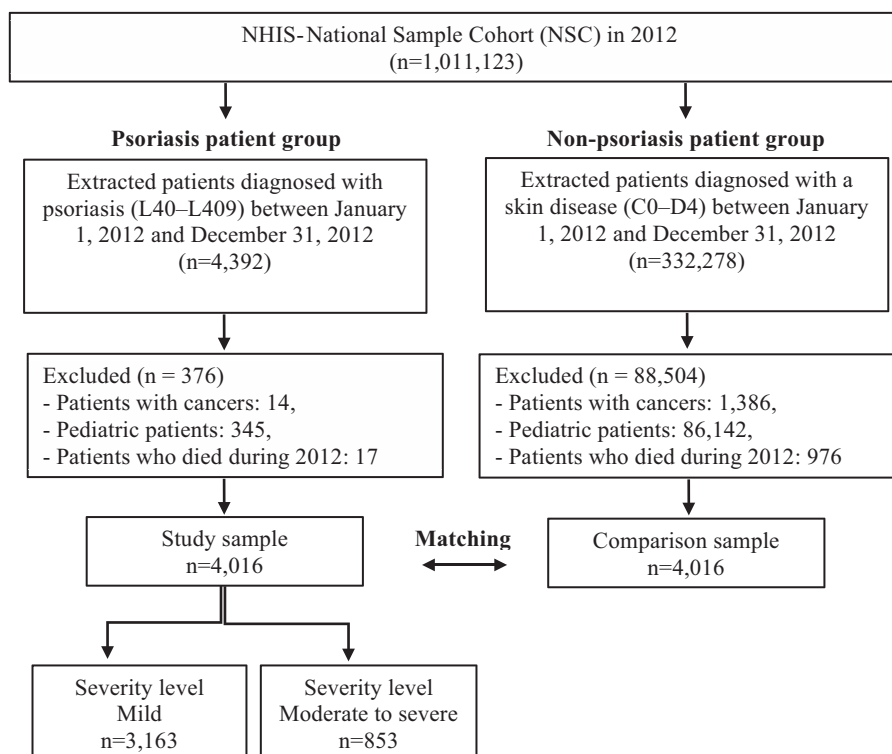 NHIS-National Sample Cohort (NSC) in 2012
(n=1,011,123)
Psoriasis patient group
Non-psoriasis patient group
Extracted patients diagnosed with
psoriasis (L40–L409) between January
1, 2012 and December 31, 2012
(n=4,392)
Extracted patients diagnosed with a
skin disease (C0–D4) between January
1, 2012 and December 31, 2012
(n=332,278)
Excluded (n = 376)
- Patients with cancers: 14,
- Pediatric patients: 345,
- Patients who died during 2012: 17
Excluded (n = 88,504)
- Patients with cancers: 1,386,
- Pediatric patients: 86,142,
- Patients who died during 2012: 976
Study sample
n=4,016
Matching
Comparison sample
n=4,016
Severity level
Mild
n=3,163
Severity level
Moderate to severe
n=853